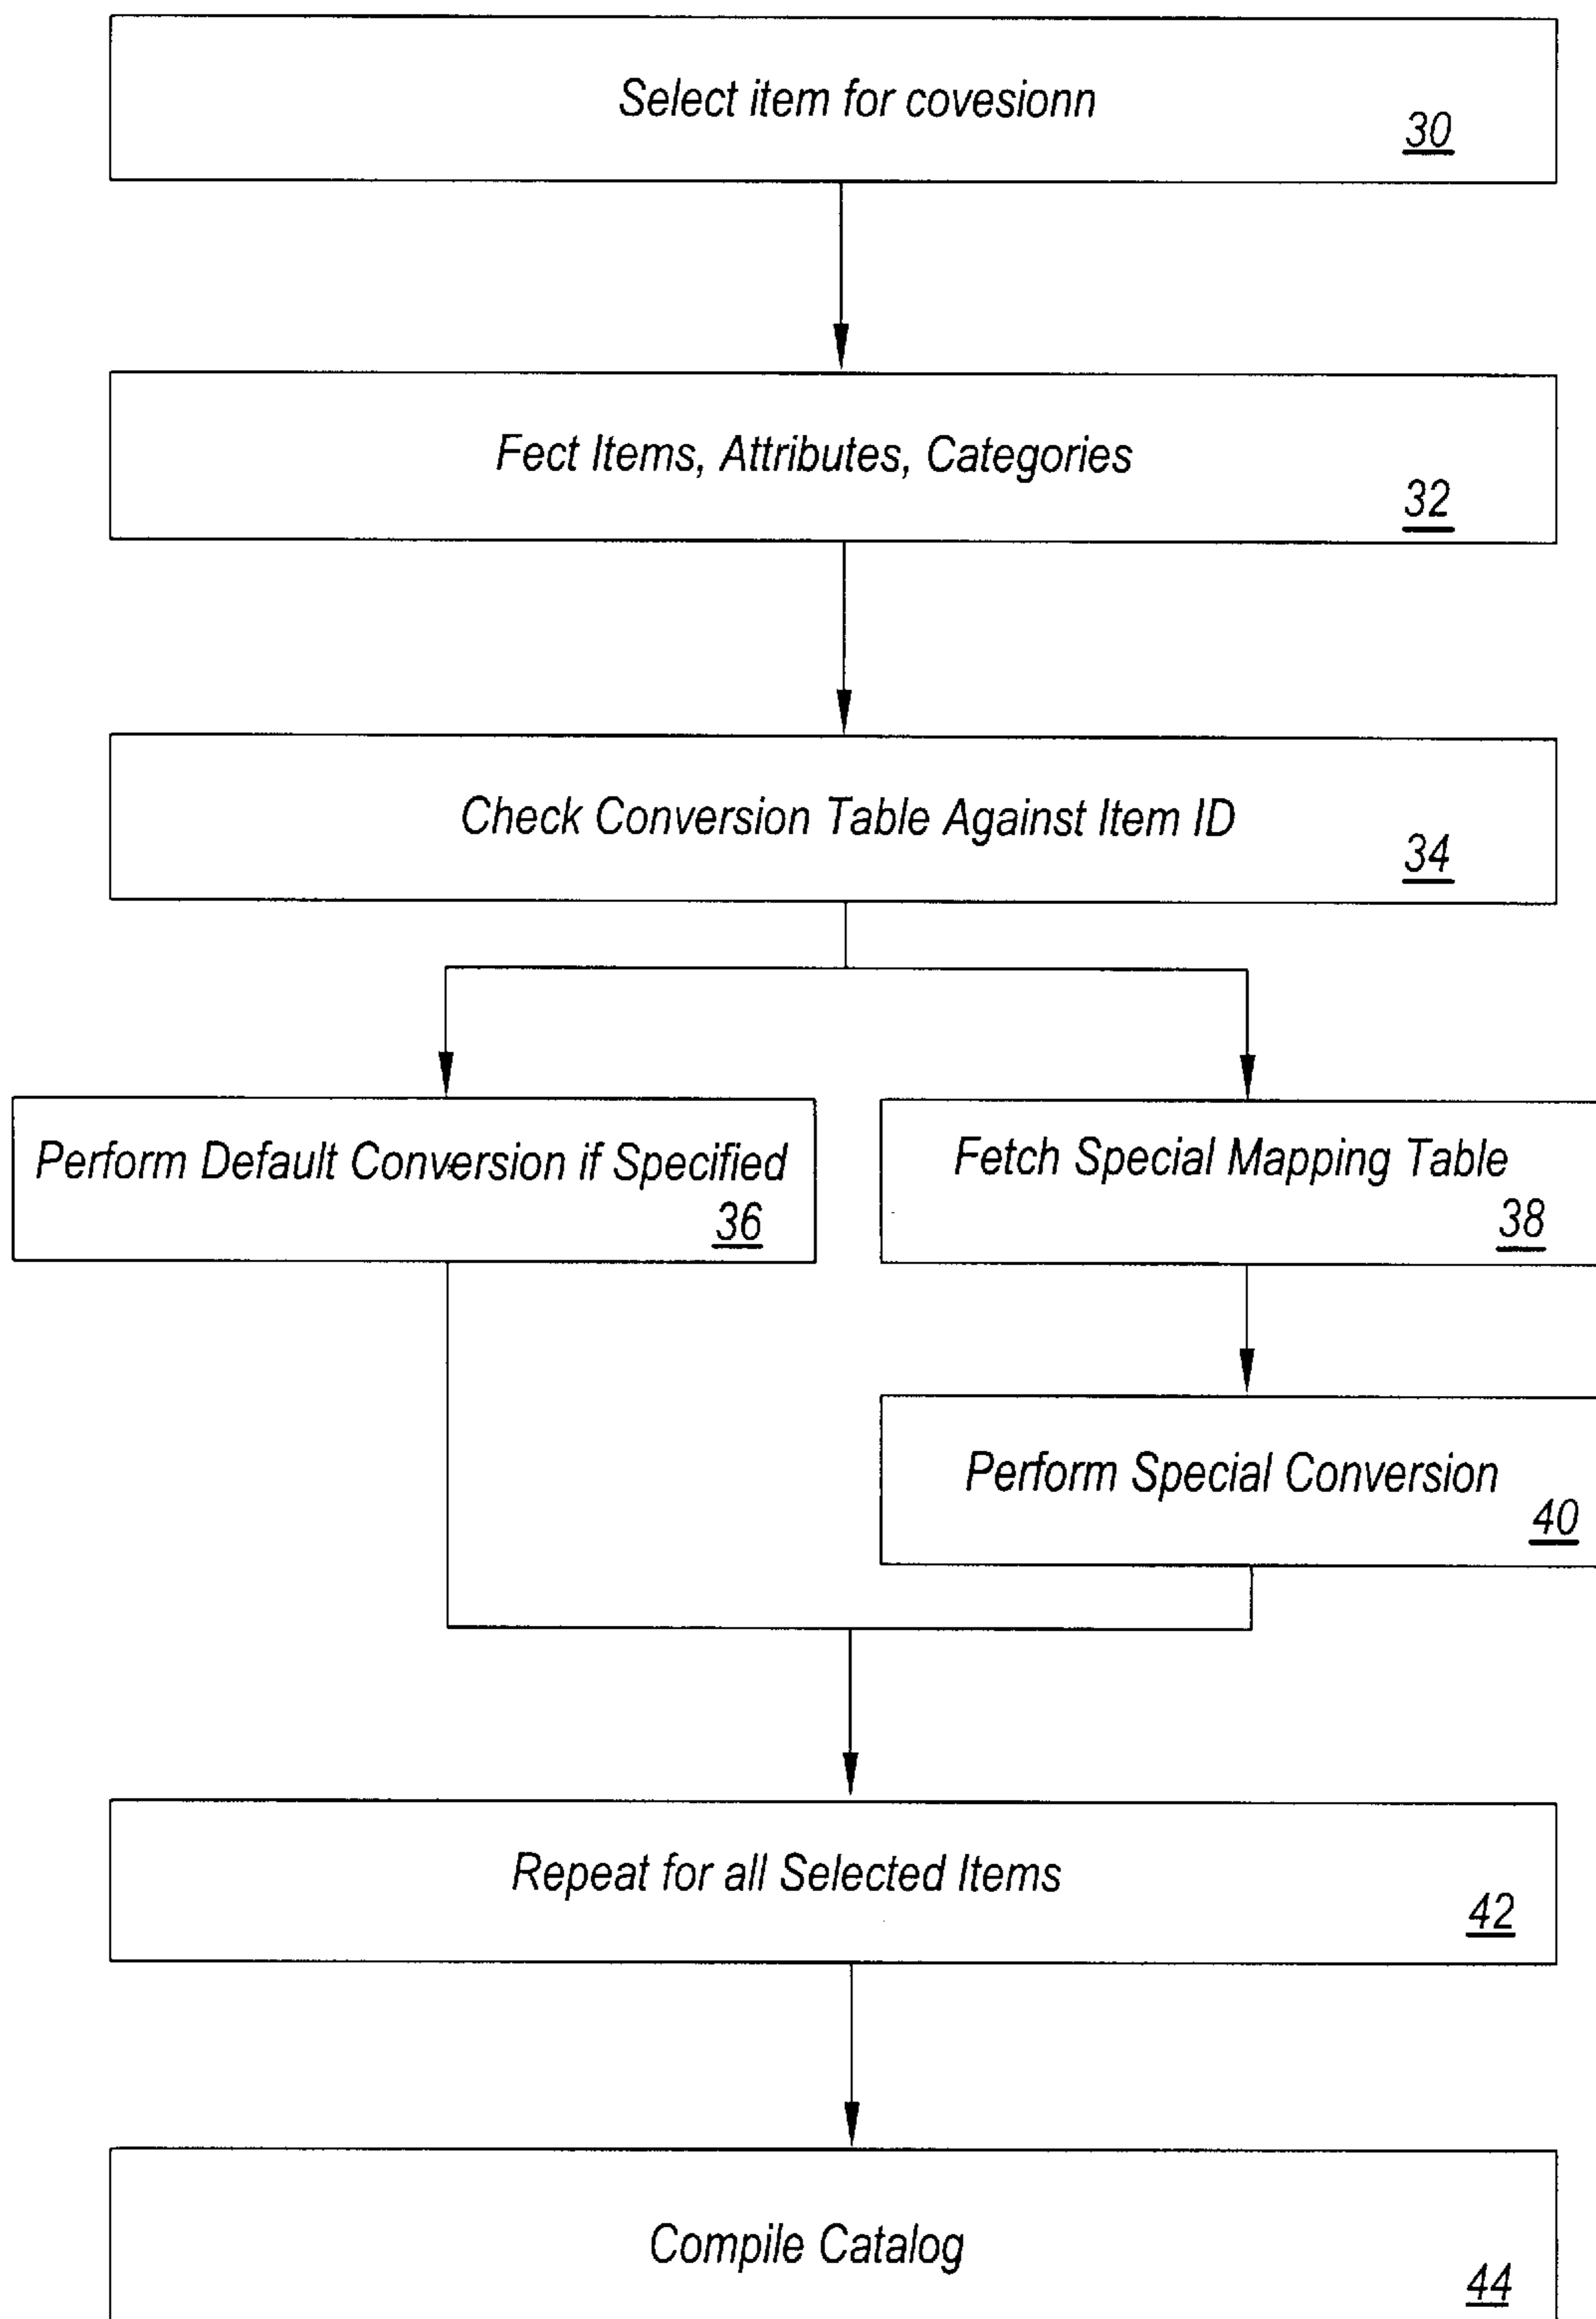 Select item for covesionn
30
Fect Items, Attributes, Categories
32
Check Conversion Table Against Item ID
34
Perform Default Conversion if Specified
36
Fetch Special Mapping Table
38
Perform Special Conversion
40
Repeat for all Selected Items
42
Compile Catalog
44